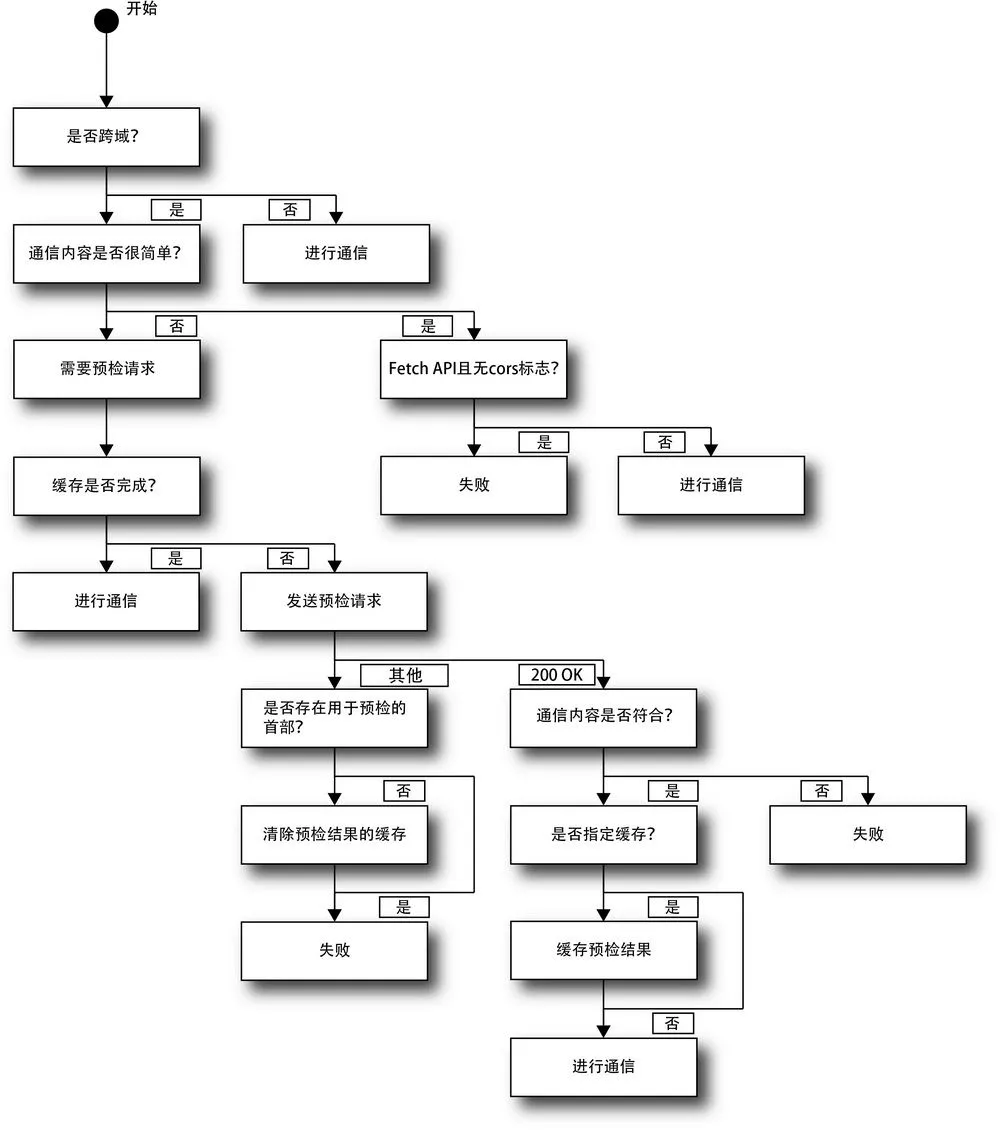 开始
是否跨域？
是
否
通信内容是否很简单？
进行通信
否
是
需要预检请求
Fetch API且无cors标志？
是
否
缓存是否完成？
失败
进行通信
是
否
进行通信
发送预检请求
其他
200 OK
是否存在用于预检的
首部？
通信内容是否符合？
否
是
否
清除预检结果的缓存
是否指定缓存？
失败
是
是
失败
缓存预检结果
否
进行通信